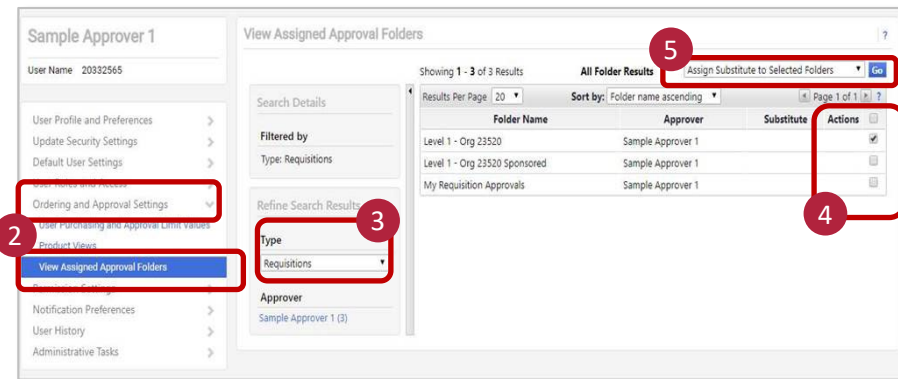 Sample Approver 1
User Name 20332565
User Profile and Preferences
Update Security Settings
Default User Settings
User Roles and Access
Ordering and Approval Settings
User Purchasing and Approval Limit Values
Product Views
View Assigned Approval Folders
Permission Settings
Notification Preferences
User History
Administrative Tasks
2
View Assigned Approval Folders
?
5
Showing 1 - 3 of 3 Results All Folder Results Assign Substitute to Selected Folders Go
Search Details
Filtered by
Type: Requisitions
Refine Search Results
3
Type
Requisitions
Approver
Sample Approver 1 (3)
Results Per Page 20 Sort by: Folder name ascending Page 1 of 1 ?
Folder Name Approver Substitute Actions
Level 1 - Org 23520 Sample Approver 1
Level 1 - Org 23520 Sponsored Sample Approver 1
My Requisition Approvals Sample Approver 1
4